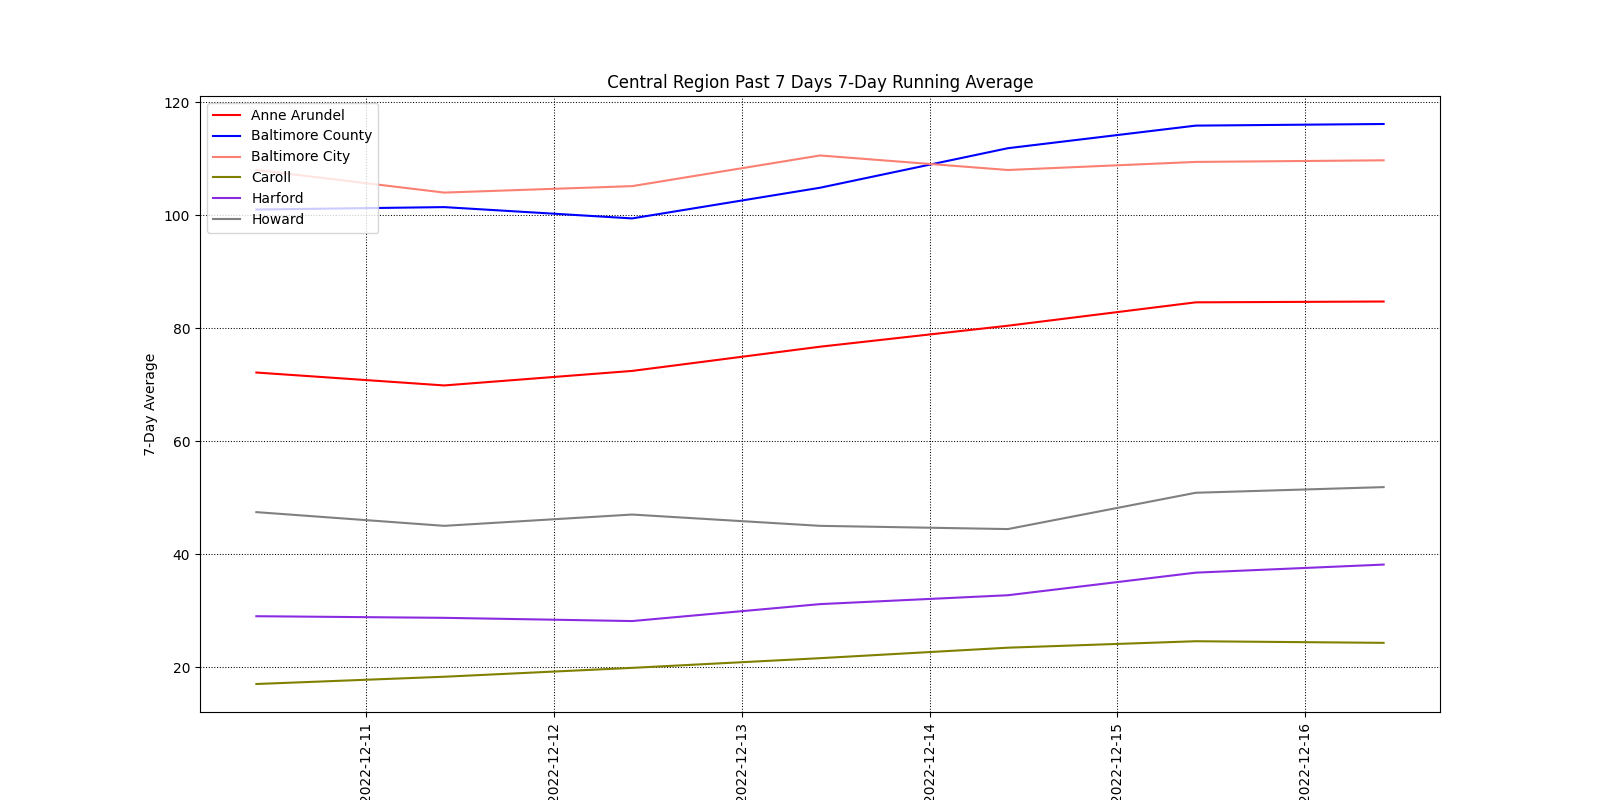 Central Region Past 7 Days 7-Day Running Average
120
100
80
60
40
20
7-Day Average
Anne Arundel
Baltimore County
Baltimore City
Caroll
Harford
Howard
2022-12-11
2022-12-12
2022-12-13
2022-12-14
2022-12-15
2022-12-16